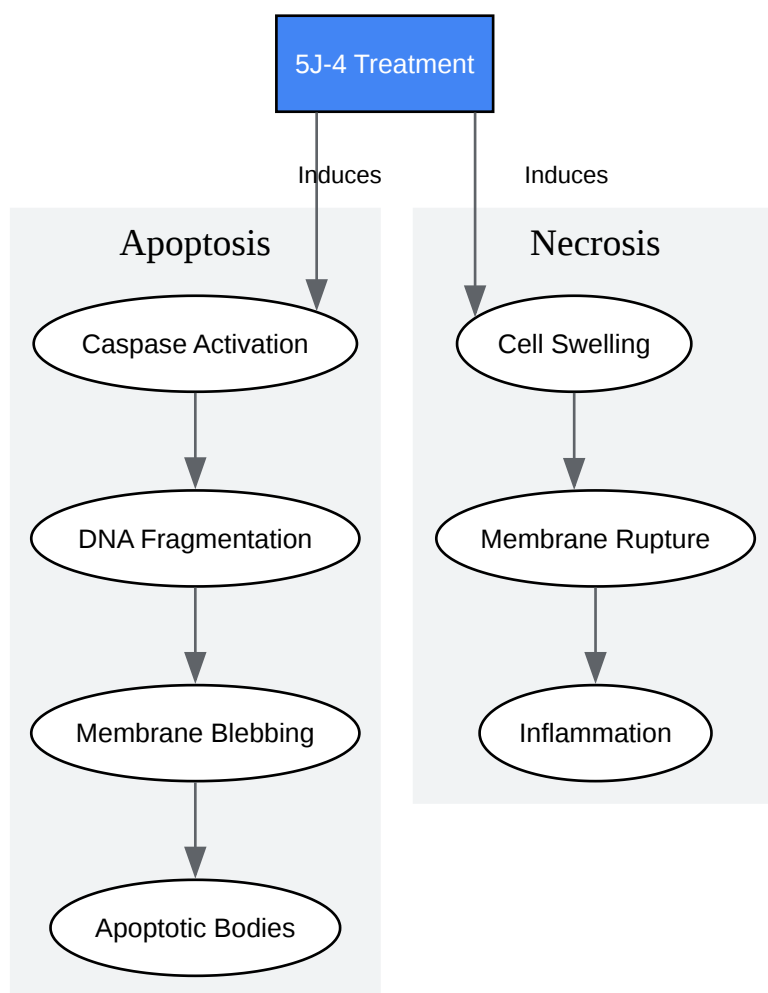 5J-4 Treatment
Induces
Induces
Apoptosis
Necrosis
Caspase Activation
Cell Swelling
DNA Fragmentation
Membrane Rupture
Membrane Blebbing
Inflammation
Apoptotic Bodies